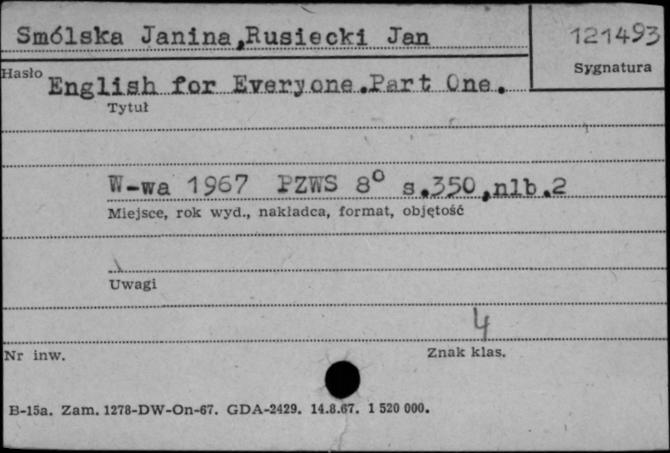 Smólska Janina,Rusiecki Jan
121493
Hasło
Sygnatura
English for Everyone.Part One.
Tytuł
W-wa 1967 PZWS 8° s.350,nlb.2
Miejsce, rok wyd., nakładca, format, objętość
Uwagi
4
Nr inw.
Znak klas.
B-15a. Zam. 1278-DW-On-67. GDA-2429. 14.8.67. 1 520 000.